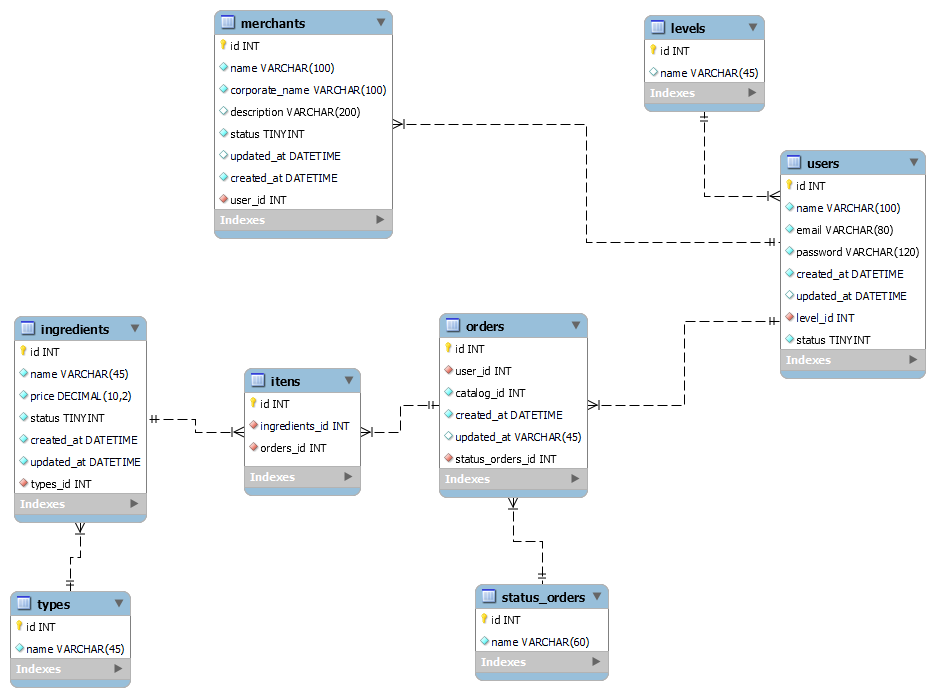 merchants
id INT
name VARCHAR(100)
corporate_name VARCHAR(100)
description VARCHAR(200)
status TINYINT
updated_at DATETIME
created_at DATETIME
user_id INT
Indexes
levels
id INT
name VARCHAR(45)
Indexes
users
id INT
name VARCHAR(100)
email VARCHAR(80)
password VARCHAR(120)
created_at DATETIME
updated_at DATETIME
level_id INT
status TINYINT
Indexes
ingredients
id INT
name VARCHAR(45)
price DECIMAL(10,2)
status TINYINT
created_at DATETIME
updated_at DATETIME
types_id INT
Indexes
itens
id INT
ingredients_id INT
orders_id INT
Indexes
orders
id INT
user_id INT
catalog_id INT
created_at DATETIME
updated_at VARCHAR(45)
status_orders_id INT
Indexes
types
id INT
name VARCHAR(45)
Indexes
status_orders
id INT
name VARCHAR(60)
Indexes